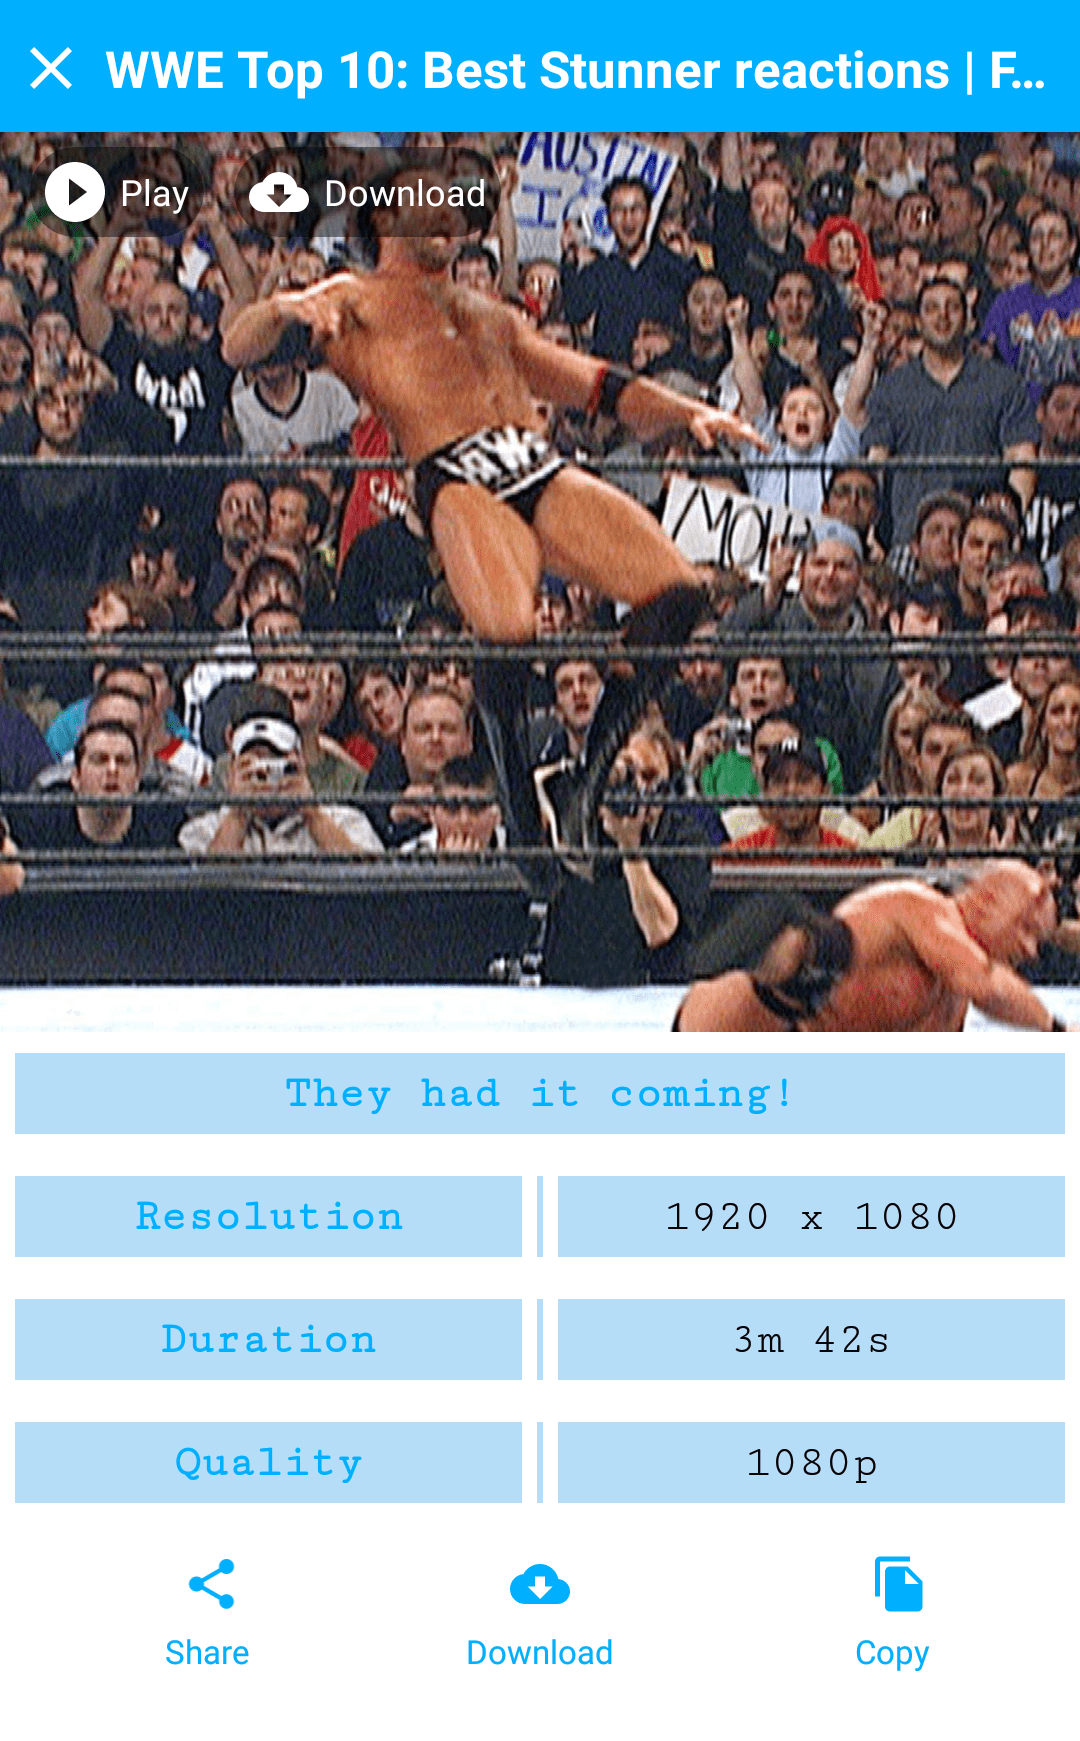 WWE Top 10: Best Stunner reactions | F...
Play
Download
AUSTIN
WHAT
?
They had it coming!
Resolution
1920 x 1080
Duration
3m 42s
Quality
1080p
Share
Download
Copy